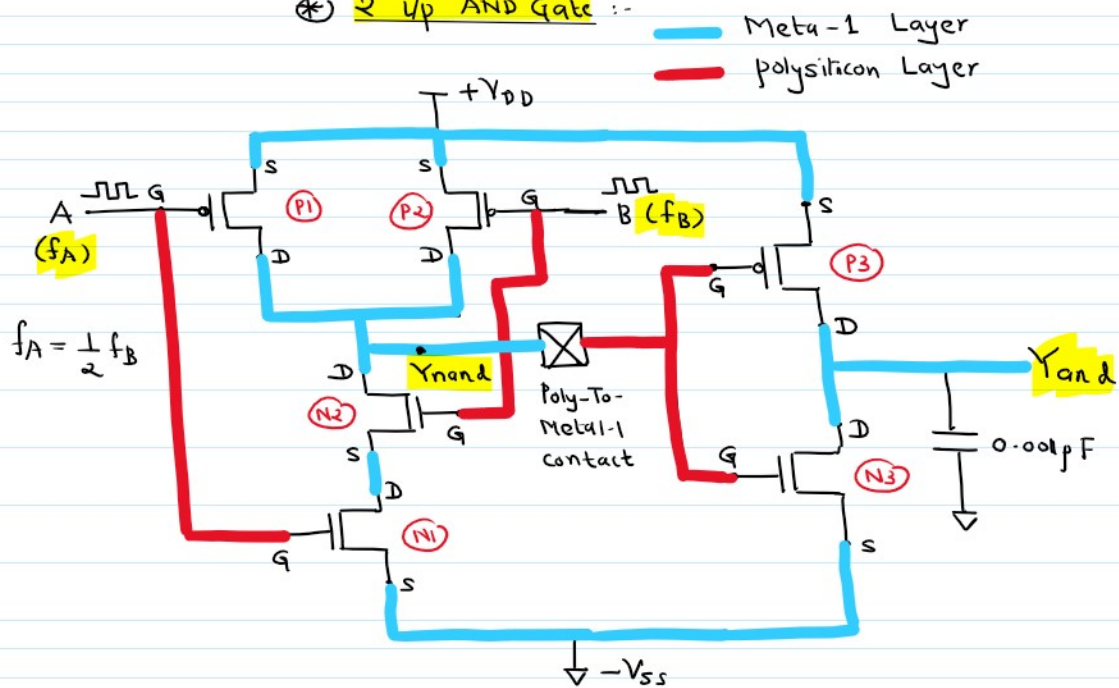 * 2 i/p AND Gate :-
Meta-1 Layer
polysilicon Layer
+VDD
S
S
S
A
G
P1
P2
G
B (fB)
(fA)
D
D
G
P3
fA = 1/2 fB
D
D
Ynand
Yand
N2
G
Poly-To-
Metal-1
contact
G
D
0.001pF
S
N3
D
N1
G
S
S
-VSS